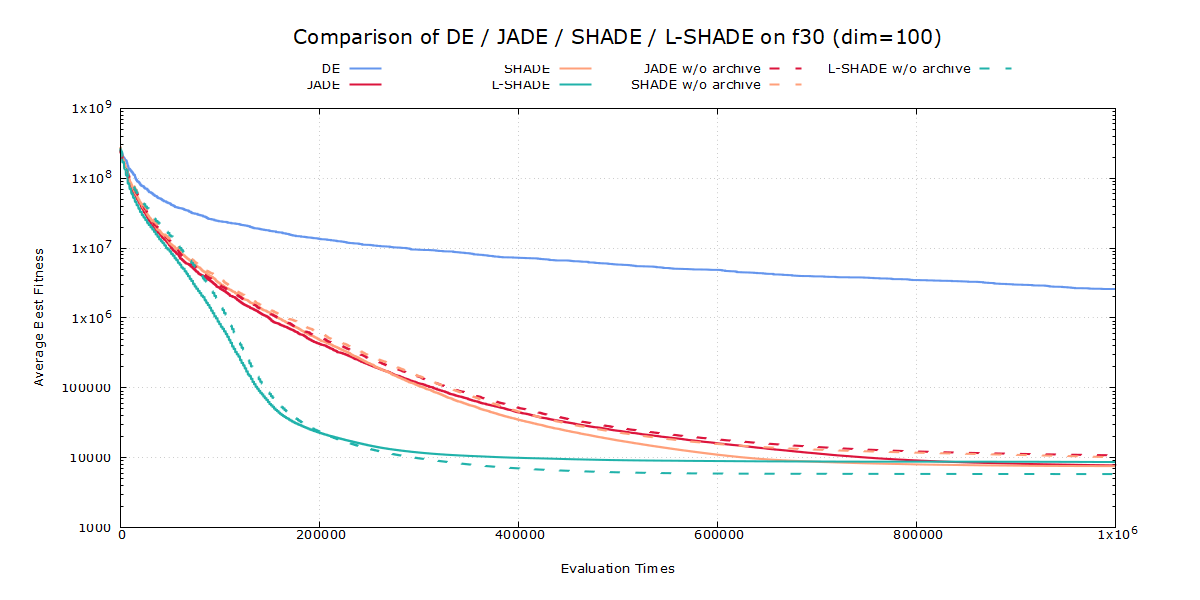 Comparison of DE / JADE / SHADE / L-SHADE on f30 (dim=100)
DE SHADE JADE w/o archive L-SHADE w/o archive
JADE L-SHADE SHADE w/o archive
1x10^9
1x10^8
1x10^7
1x10^6
100000
10000
1000
Average Best Fitness
0 200000 400000 600000 800000 1x10^6
Evaluation Times